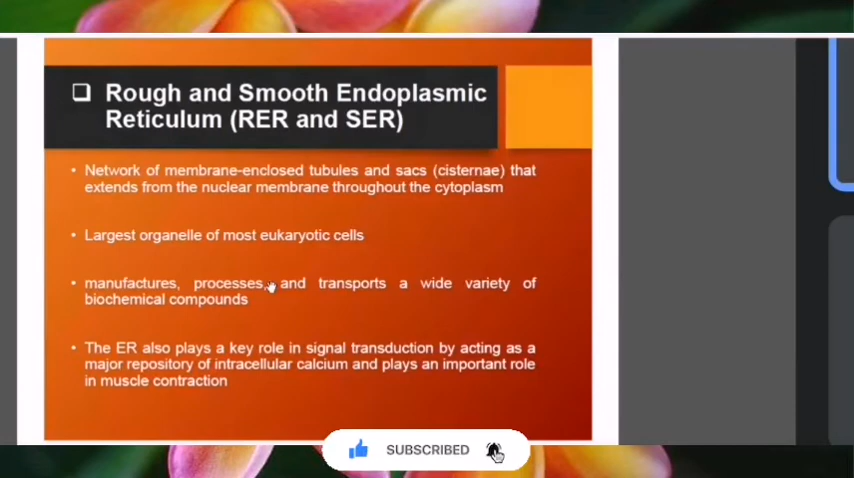 Rough and Smooth Endoplasmic
Reticulum (RER and SER)
• Network of membrane-enclosed tubules and sacs (cisternae) that
extends from the nuclear membrane throughout the cytoplasm
• Largest organelle of most eukaryotic cells
• manufactures, processes, and transports a wide variety of
biochemical compounds
• The ER also plays a key role in signal transduction by acting as a
major repository of intracellular calcium and plays an important role
in muscle contraction
SUBSCRIBED